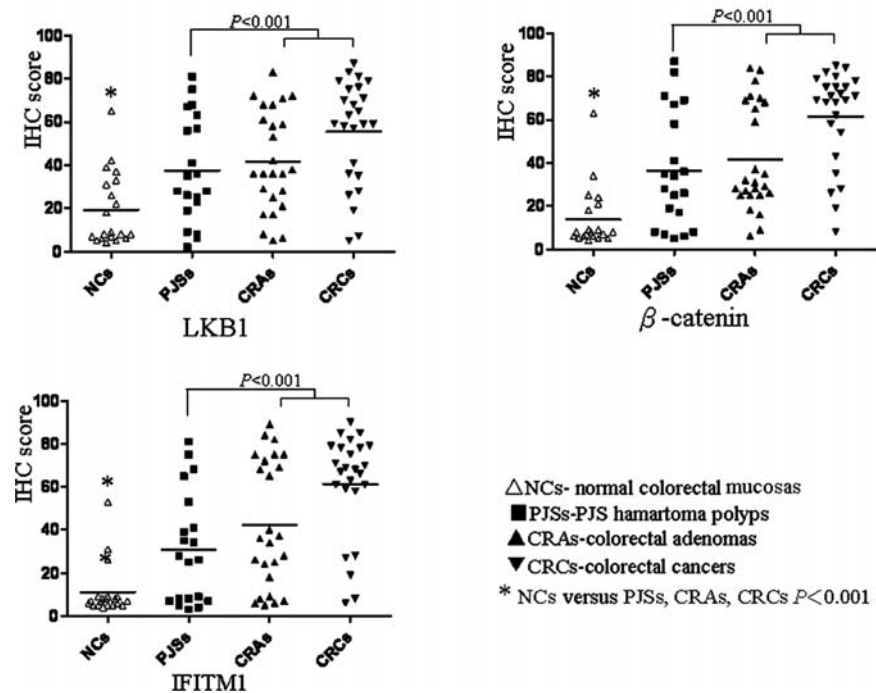 P<0.001
IHC score
100
80
60
40
20
0
*
NCs
PJSs
CRAs
CRCs
LKB1
P<0.001
IHC score
100
80
60
40
20
0
*
NCs
PJSs
CRAs
CRCs
β-catenin
P<0.001
IHC score
100
80
60
40
20
0
*
*
NCs
PJSs
CRAs
CRCs
IFITM1
△NCs- normal colorectal mucosas
■PJSs-PJS hamartoma polyps
▲CRAs-colorectal adenomas
▼CRCs-colorectal cancers
* NCs versus PJSs, CRAs, CRCs P<0.001